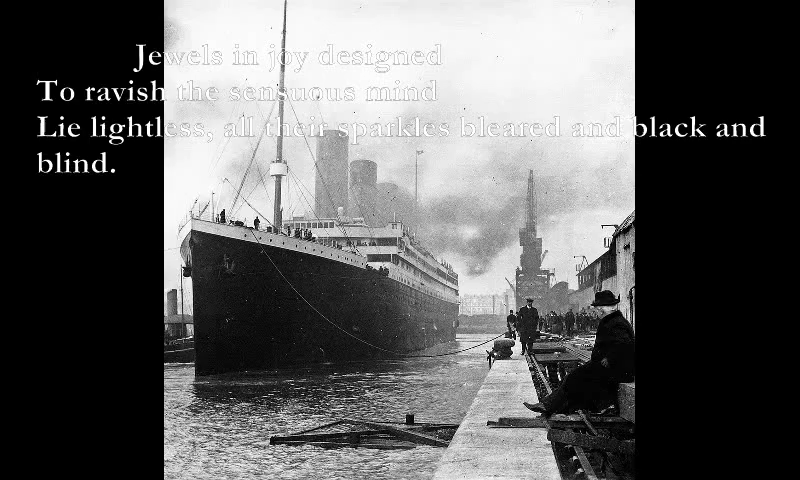 Jewels in joy designed
To ravish the sensuous mind
Lie lightless, all their sparkles bleared and black and
blind.